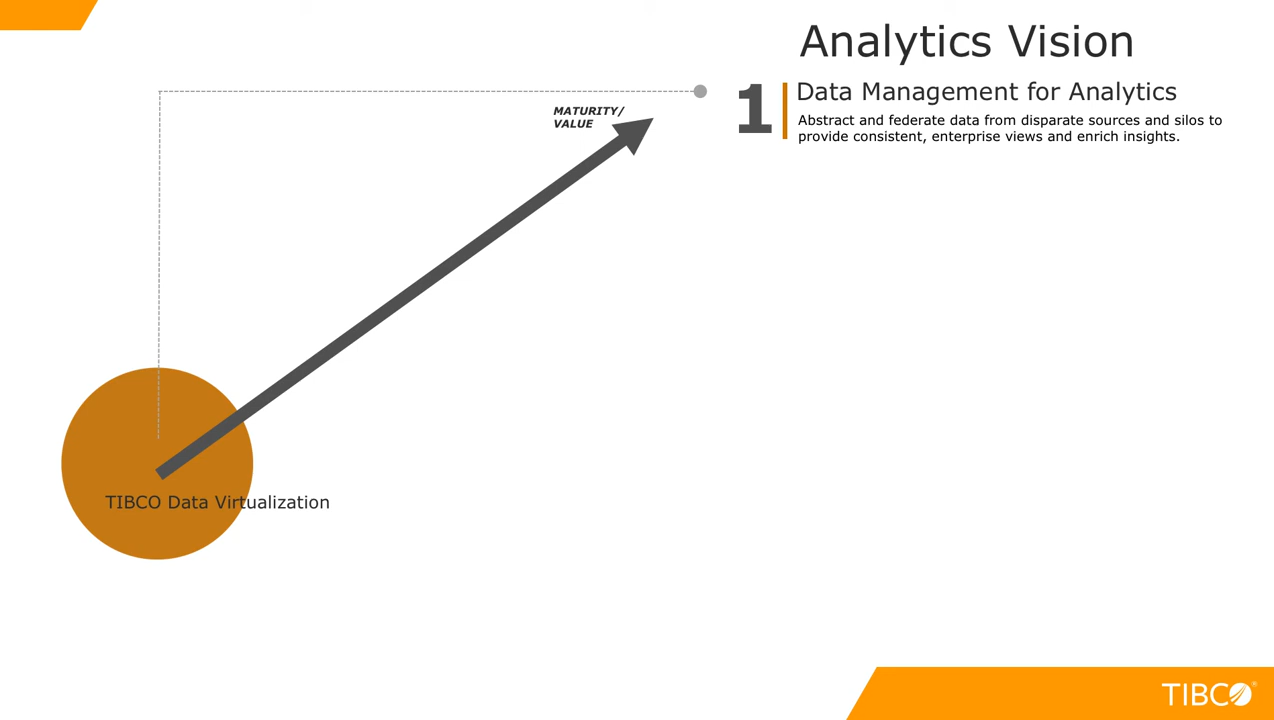 Analytics Vision
1
Data Management for Analytics
Abstract and federate data from disparate sources and silos to
provide consistent, enterprise views and enrich insights.
MATURITY/
VALUE
TIBCO Data Virtualization
TIBCO®